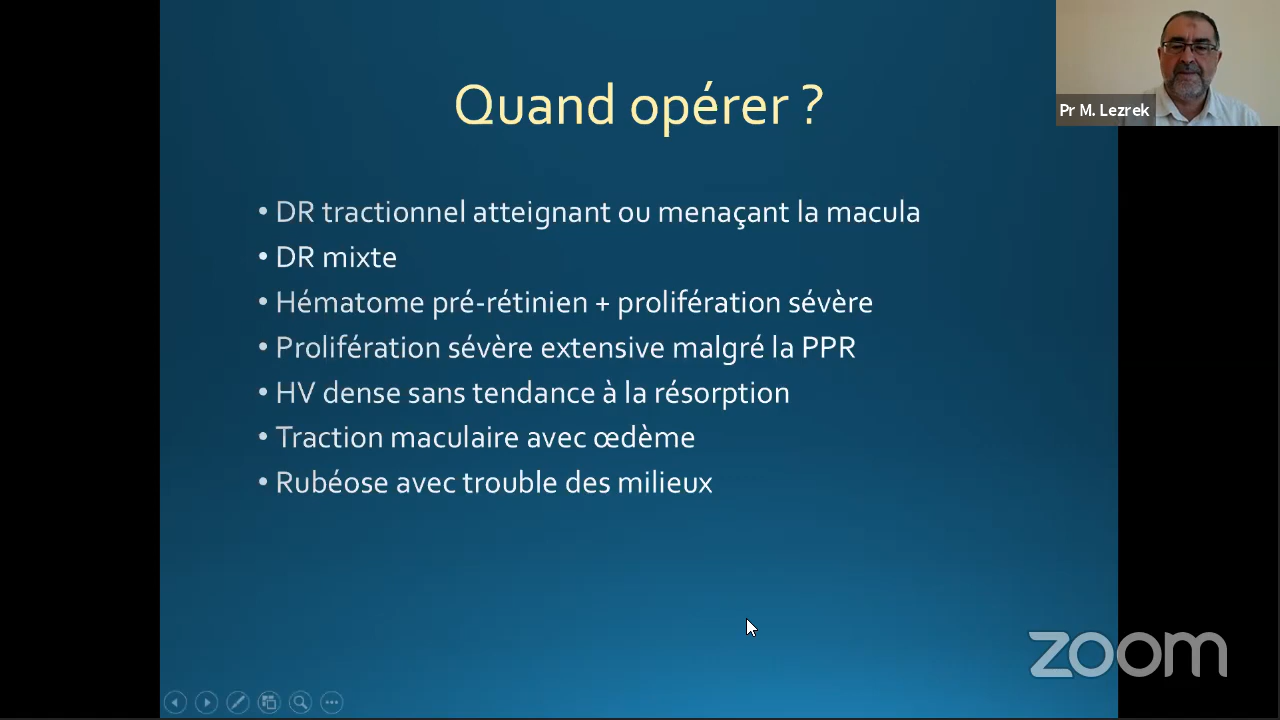 Quand opérer ?
Pr M. Lezrek
• DR tractionnel atteignant ou menaçant la macula
• DR mixte
• Hématome pré-rétinien + prolifération sévère
• Prolifération sévère extensive malgré la PPR
• HV dense sans tendance à la résorption
• Traction maculaire avec œdème
• Rubéose avec trouble des milieux
zoom